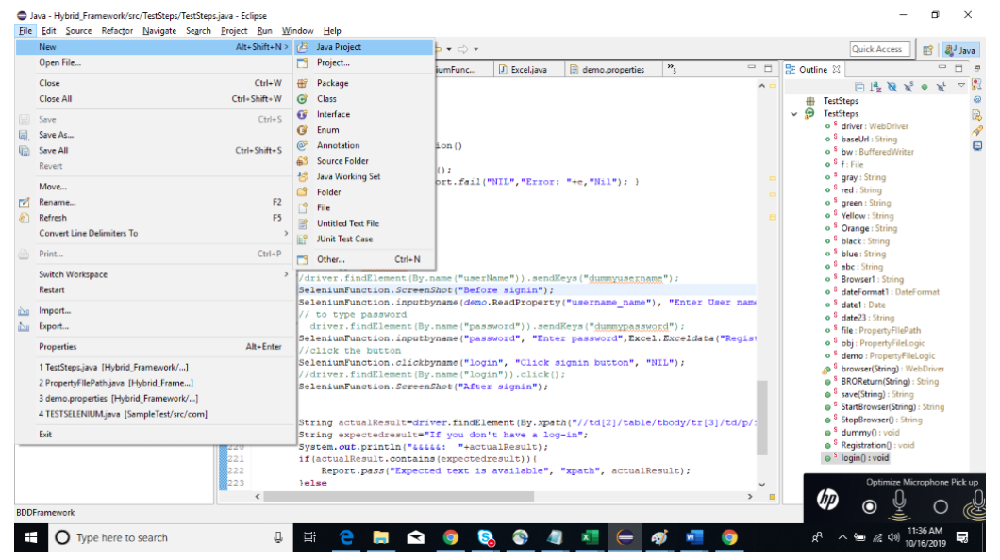 Java - Hybrid_Framework/src/TestSteps/TestSteps.java - Eclipse
File Edit Source Refactor Navigate Search Project Run Window Help
Quick Access Java
New Alt+Shift+N >
Open File...
Close Ctrl+W
Close All Ctrl+Shift+W
Save Ctrl+S
Save As...
Save All Ctrl+Shift+S
Revert
Move...
Rename... F2
Refresh F5
Convert Line Delimiters To >
Print... Ctrl+P
Switch Workspace >
Restart
Import...
Export...
Properties Alt+Enter
1 TestSteps.java [Hybrid_Framework/...]
2 PropertyFilePath.java [Hybrid_Frame...]
3 demo.properties [Hybrid_Framework/...]
4 TESTSELENIUM.java [SampleTest/src/com]
Exit
Java Project
Project...
Package
Class
Interface
Enum
Annotation
Source Folder
Java Working Set
Folder
File
Untitled Text File
JUnit Test Case
Other... Ctrl+N
iumFunc... Excel.java demo.properties »5
ion()
();
ort.fail("NIL","Error: "+e,"Nil"); }
/driver.findElement(By.name("userName")).sendKeys("dummyusername");
SeleniumFunction.ScreenShot("Before signin");
SeleniumFunction.inputbyname(demo.ReadProperty("username_name"), "Enter User name
// to type password
driver.findElement(By.name("password")).sendKeys("dummypassword");
SeleniumFunction.inputbyname("password", "Enter password",Excel.Exceldata("Regist
//click the button
SeleniumFunction.clickbyname("login", "Click signin button", "NIL");
//driver.findElement(By.name("login")).click();
SeleniumFunction.ScreenShot("After signin");
String actualResult=driver.findElement(By.xpath("//td[2]/table/tbody/tr[3]/td/p/
String expectedresult="If you don't have a log-in";
220 System.out.println("&&&&&: "+actualResult);
221 if(actualResult.contains(expectedresult)){
222 Report.pass("Expected text is available", "xpath", actualResult);
223 }else
Outline
TestSteps
TestSteps
driver : WebDriver
baseUrl : String
bw : BufferedWriter
f : File
gray : String
red : String
green : String
Yellow : String
Orange : String
black : String
blue : String
abc : String
Browser1 : String
dateFormat1 : DateFormat
date1 : Date
date23 : String
file : PropertyFilePath
obj : PropertyFileLogic
demo : PropertyFileLogic
browser(String) : WebDriver
BROReturn(String) : String
save(String) : String
StartBrowser(String) : String
StopBrowser() : String
dummy() : void
Registration() : void
login() : void
Optimize Microphone Pick up
hp
BDDFramework
Type here to search
11:36 AM
10/16/2019